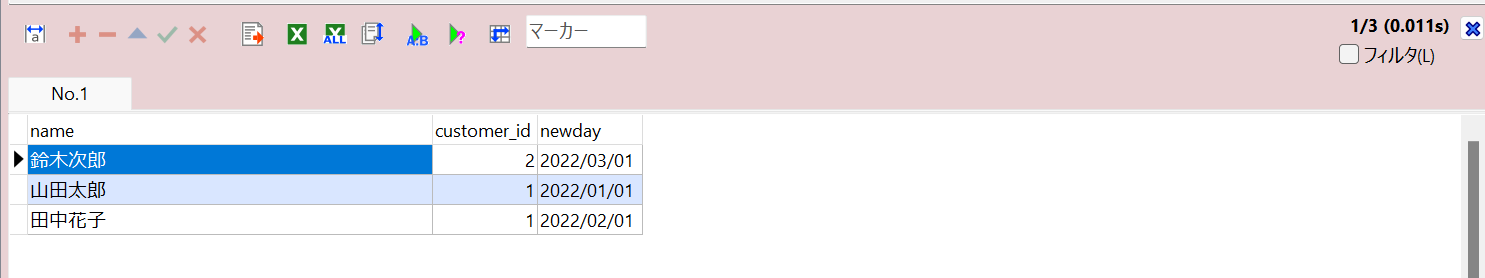 a ALL A:B ? マーカー 1/3 (0.011s)
フィルタ(L)
No.1
name customer_id newday
鈴木次郎 2 2022/03/01
山田太郎 1 2022/01/01
田中花子 1 2022/02/01